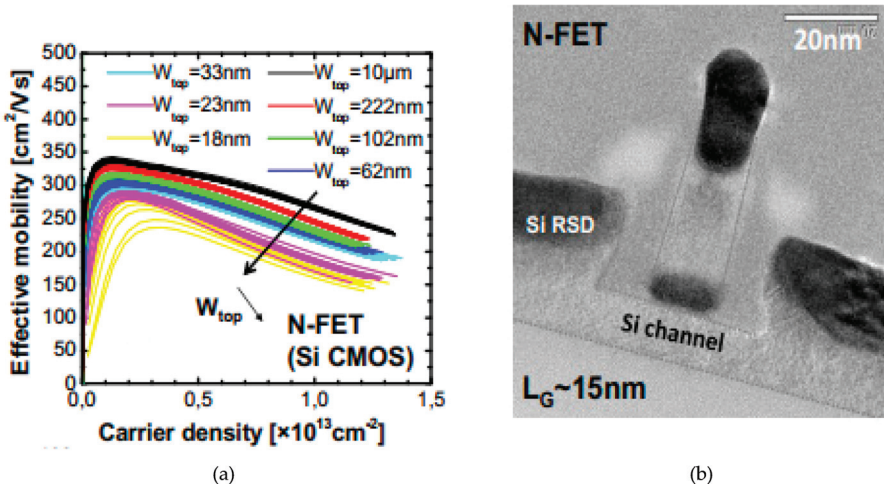 500
450
400
350
300
250
200
150
100
50
0
Effective mobility [cm²/Vs]
W_top=33nm
W_top=23nm
W_top=18nm
W_top=10μm
W_top=222nm
W_top=102nm
W_top=62nm
W_top
N-FET
(Si CMOS)
0,0 0,5 1,0 1,5
Carrier density [×10¹³cm⁻²]
(a)
N-FET
20nm
Si RSD
Si channel
L_G~15nm
(b)